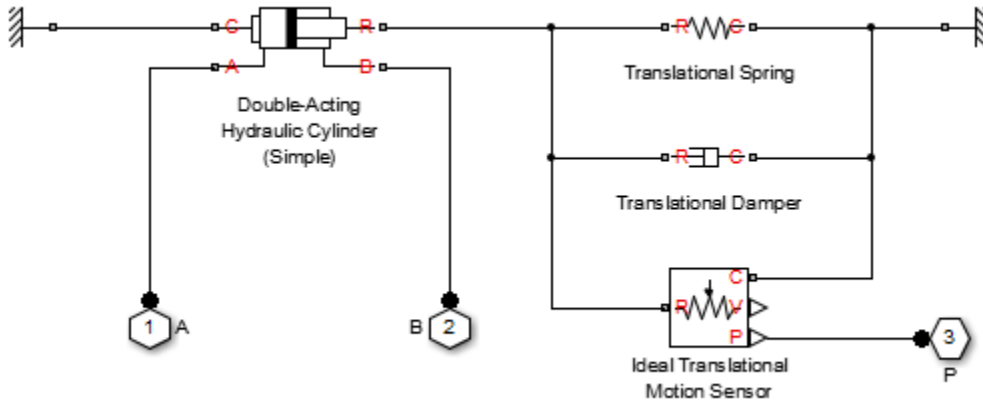 C R R C
A B
Translational Spring
Double-Acting
Hydraulic Cylinder
(Simple)
R C
Translational Damper
C
R V
P
1 A
B 2
3
P
Ideal Translational
Motion Sensor